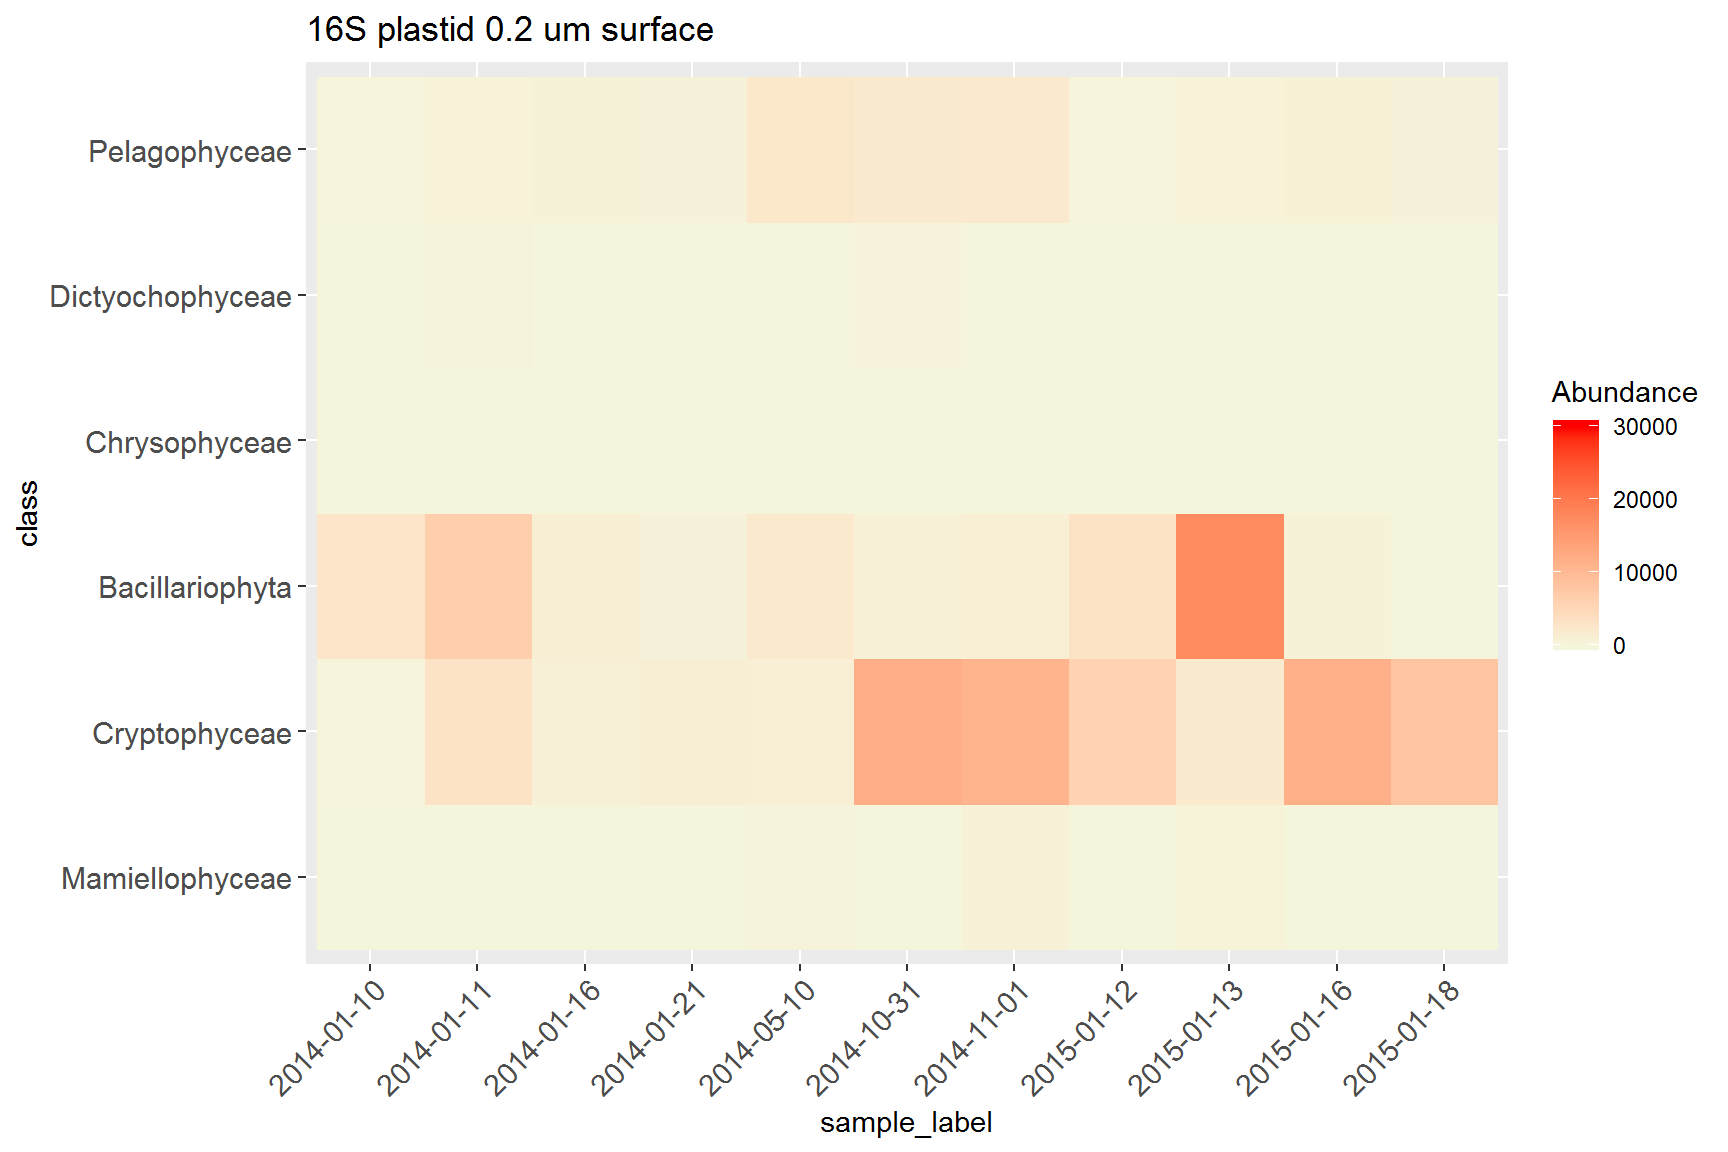 16S plastid 0.2 um surface
class
Pelagophyceae
Dictyochophyceae
Chrysophyceae
Bacillariophyta
Cryptophyceae
Mamiellophyceae
2014-01-10
2014-01-11
2014-01-16
2014-01-21
2014-05-10
2014-10-31
2014-11-01
2015-01-12
2015-01-13
2015-01-16
2015-01-18
sample_label
Abundance
30000
20000
10000
0